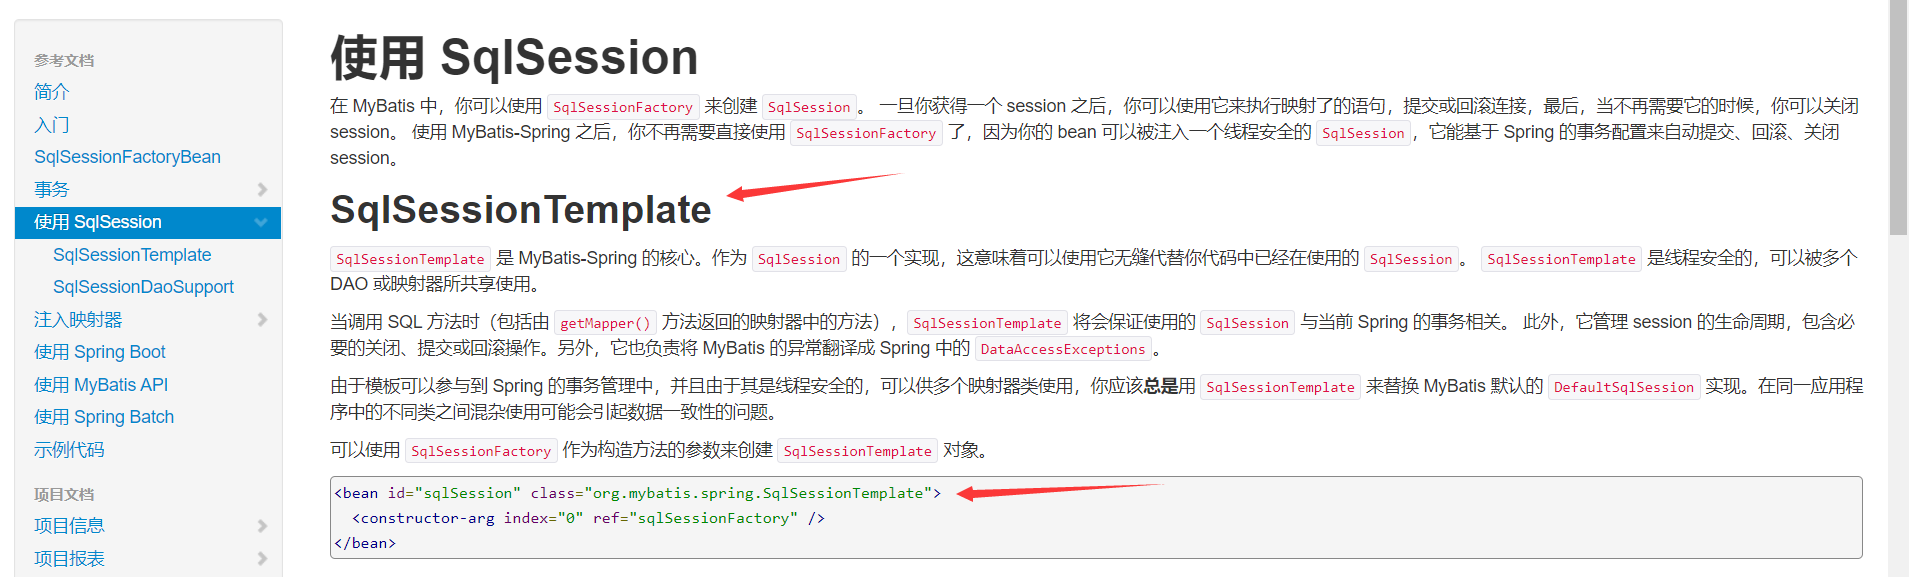 参考文档
简介
入门
SqlSessionFactoryBean
事务
使用 SqlSession
SqlSessionTemplate
SqlSessionDaoSupport
注入映射器
使用 Spring Boot
使用 MyBatis API
使用 Spring Batch
示例代码
项目文档
项目信息
项目报表
使用 SqlSession
在 MyBatis 中，你可以使用 SqlSessionFactory 来创建 SqlSession。 一旦你获得一个 session 之后，你可以使用它来执行映射了的语句，提交或回滚连接，最后，当不再需要它的时候，你可以关闭
session。 使用 MyBatis-Spring 之后，你不再需要直接使用 SqlSessionFactory 了，因为你的 bean 可以被注入一个线程安全的 SqlSession，它能基于 Spring 的事务配置来自动提交、回滚、关闭
session。
SqlSessionTemplate
SqlSessionTemplate 是 MyBatis-Spring 的核心。作为 SqlSession 的一个实现，这意味着可以使用它无缝代替你代码中已经在使用的 SqlSession。 SqlSessionTemplate 是线程安全的，可以被多个
DAO 或映射器所共享使用。
当调用 SQL 方法时（包括由 getMapper() 方法返回的映射器中的方法），SqlSessionTemplate 将会保证使用的 SqlSession 与当前 Spring 的事务相关。 此外，它管理 session 的生命周期，包含必
要的关闭、提交或回滚操作。另外，它也负责将 MyBatis 的异常翻译成 Spring 中的 DataAccessExceptions。
由于模板可以参与到 Spring 的事务管理中，并且由于其是线程安全的，可以供多个映射器类使用，你应该总是用 SqlSessionTemplate 来替换 MyBatis 默认的 DefaultSqlSession 实现。在同一应用程
序中的不同类之间混杂使用可能会引起数据一致性的问题。
可以使用 SqlSessionFactory 作为构造方法的参数来创建 SqlSessionTemplate 对象。
<bean id="sqlSession" class="org.mybatis.spring.SqlSessionTemplate">
<constructor-arg index="0" ref="sqlSessionFactory" />
</bean>